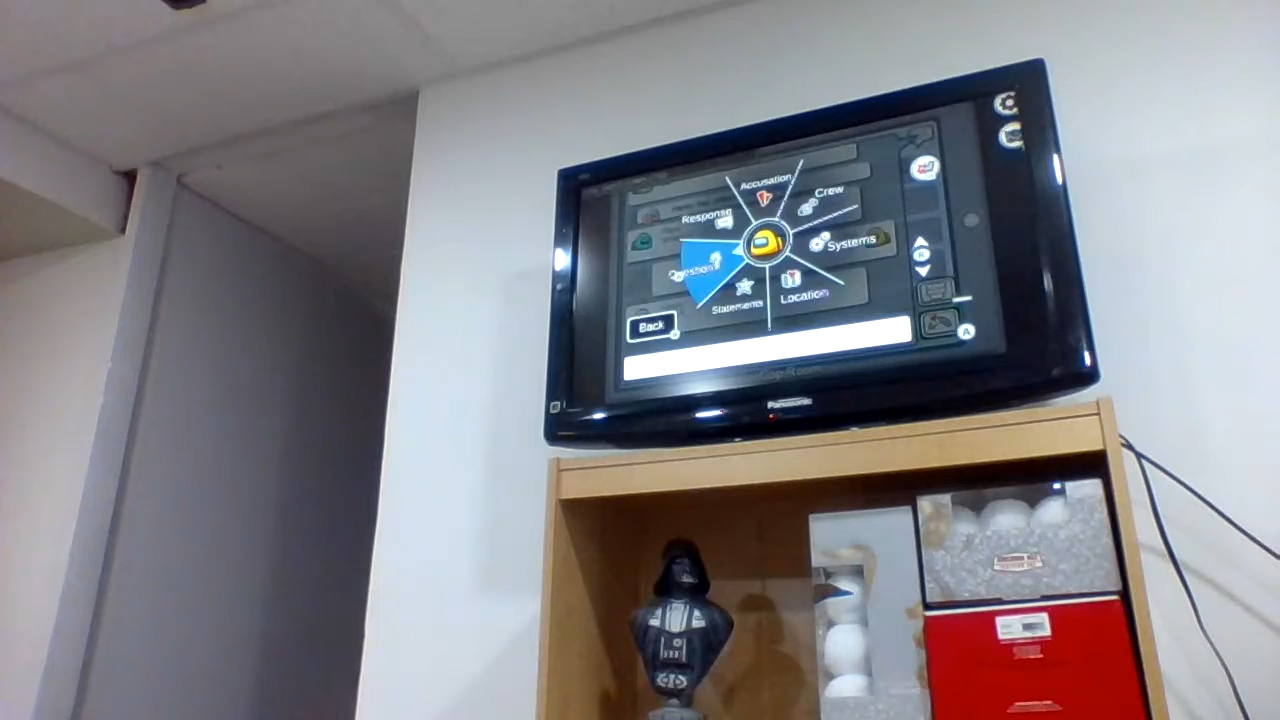 Accusation
Crew
Response
Systems
Question
Location
Statements
Back
R
A
Panasonic